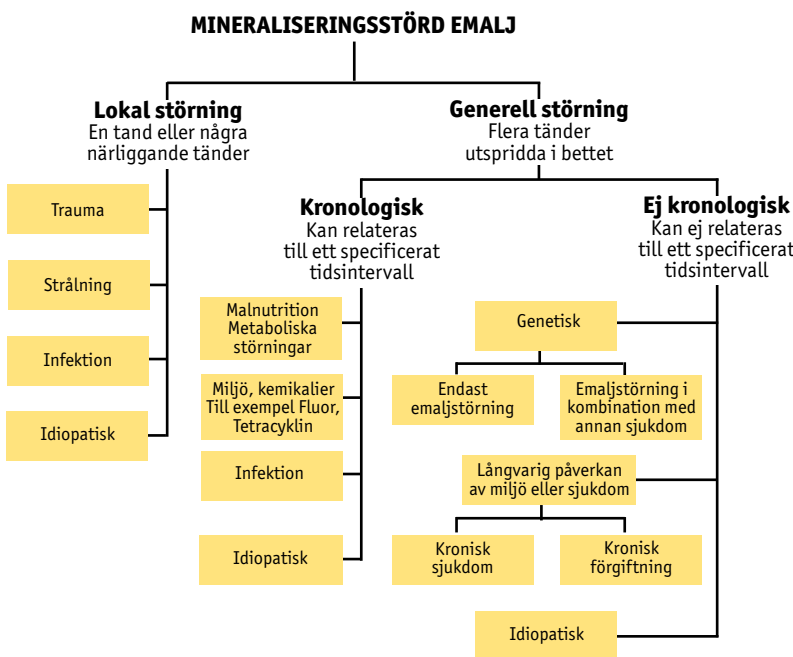 MINERALISERINGSSTÖRD EMALJ
Lokal störning
En tand eller några
närliggande tänder
Trauma
Strålning
Infektion
Idiopatisk
Generell störning
Flera tänder
utspridda i bettet
Kronologisk
Kan relateras
till ett specificerat
tidsintervall
Malnutrition
Metaboliska
störningar
Miljö, kemikalier
Till exempel Fluor,
Tetracyklin
Infektion
Idiopatisk
Ej kronologisk
Kan ej relateras
till ett specificerat
tidsintervall
Genetisk
Endast
emaljstörning
Emaljstörning i
kombination med
annan sjukdom
Långvarig påverkan
av miljö eller sjukdom
Kronisk
sjukdom
Kronisk
förgiftning
Idiopatisk